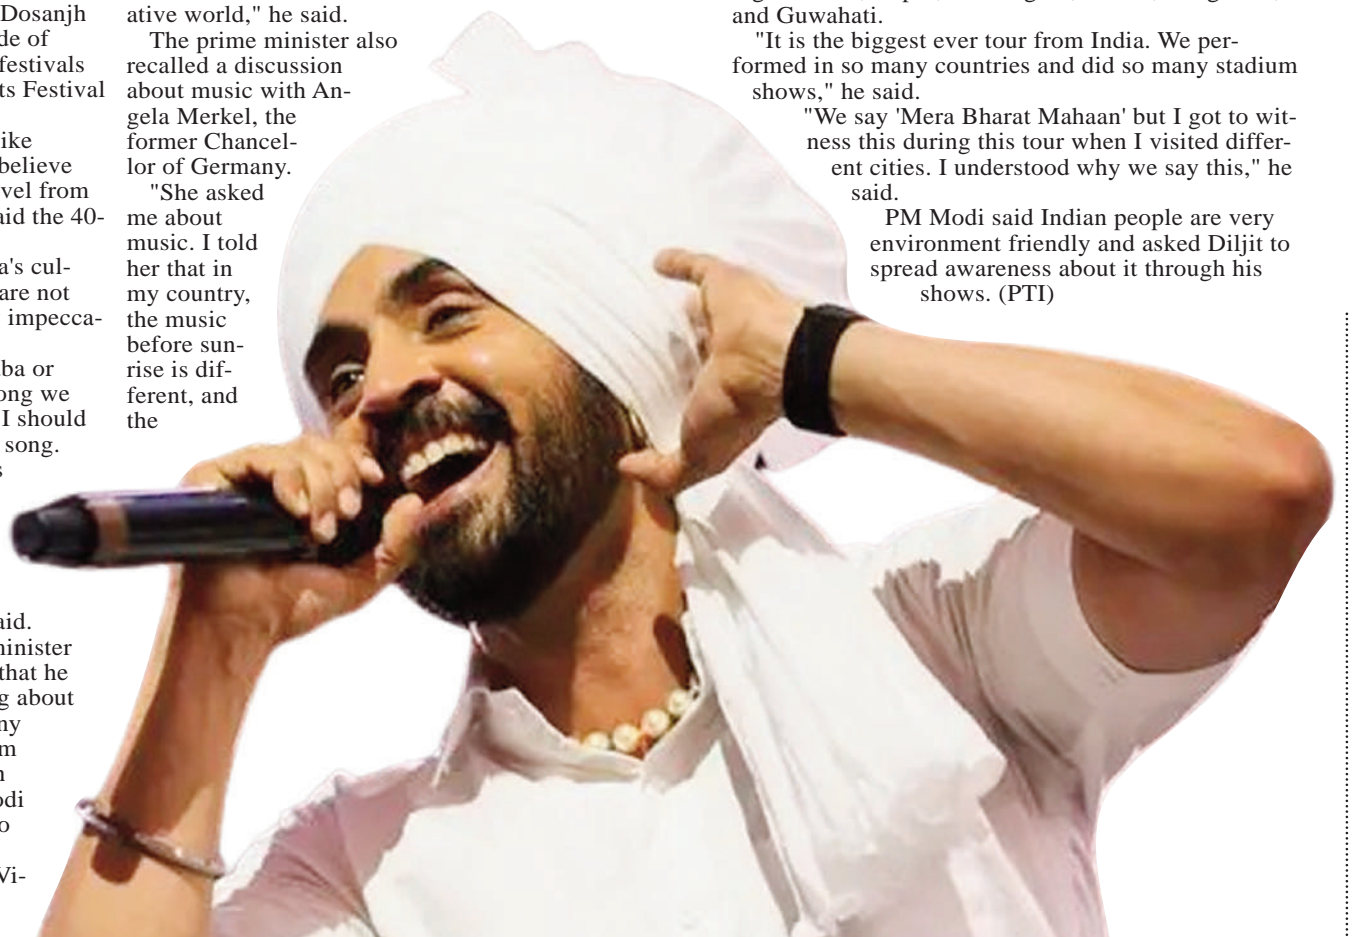 Dosanjh
de of
festivals
ts Festival
ike
believe
vel from
aid the 40-
a's cul-
are not
impecca-
ba or
ong we
I should
song.
s
aid.
minister
that he
g about
ny
m
n
odi
o
Vi-
ative world," he said.
The prime minister also
recalled a discussion
about music with An-
gela Merkel, the
former Chancel-
lor of Germany.
"She asked
me about
music. I told
her that in
my country,
the music
before sun-
rise is dif-
ferent, and
the
and Guwahati.
"It is the biggest ever tour from India. We per-
formed in so many countries and did so many stadium
shows," he said.
"We say 'Mera Bharat Mahaan' but I got to wit-
ness this during this tour when I visited differ-
ent cities. I understood why we say this," he
said.
PM Modi said Indian people are very
environment friendly and asked Diljit to
spread awareness about it through his
shows. (PTI)